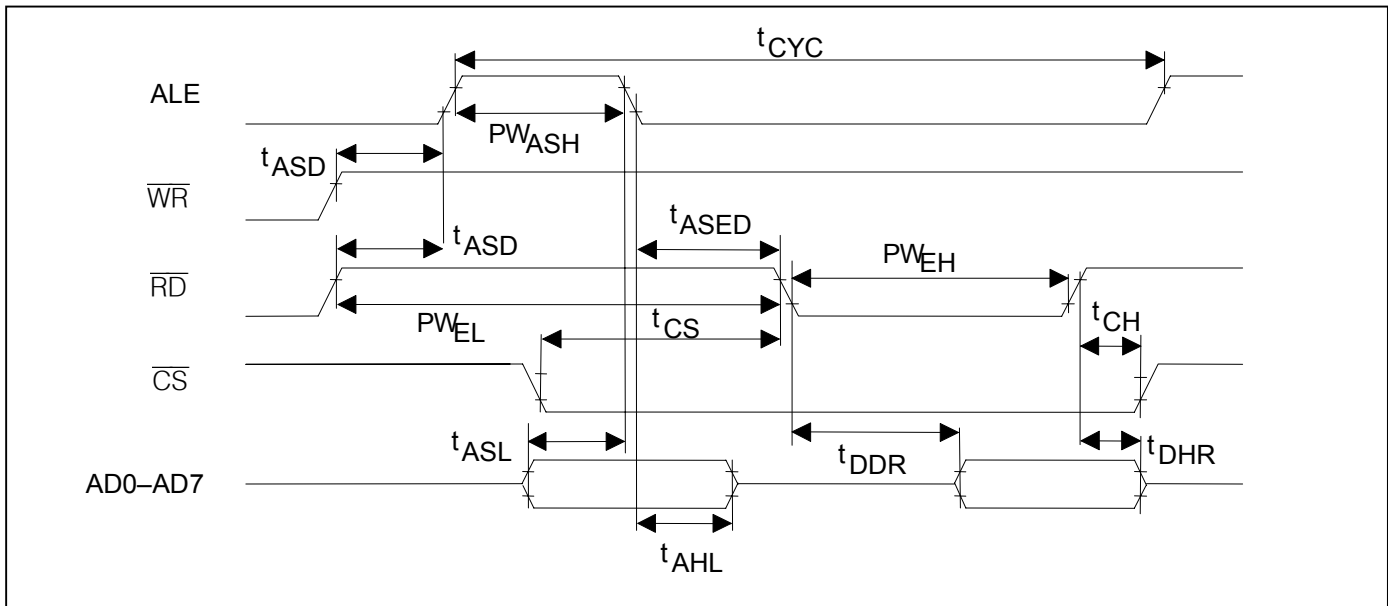 tCYC
ALE
PWASH
tASD
WR
tASED
tASD
PWEH
RD
tCH
PWEL
tCS
CS
tASL
tDDR
tDHR
AD0–AD7
tAHL